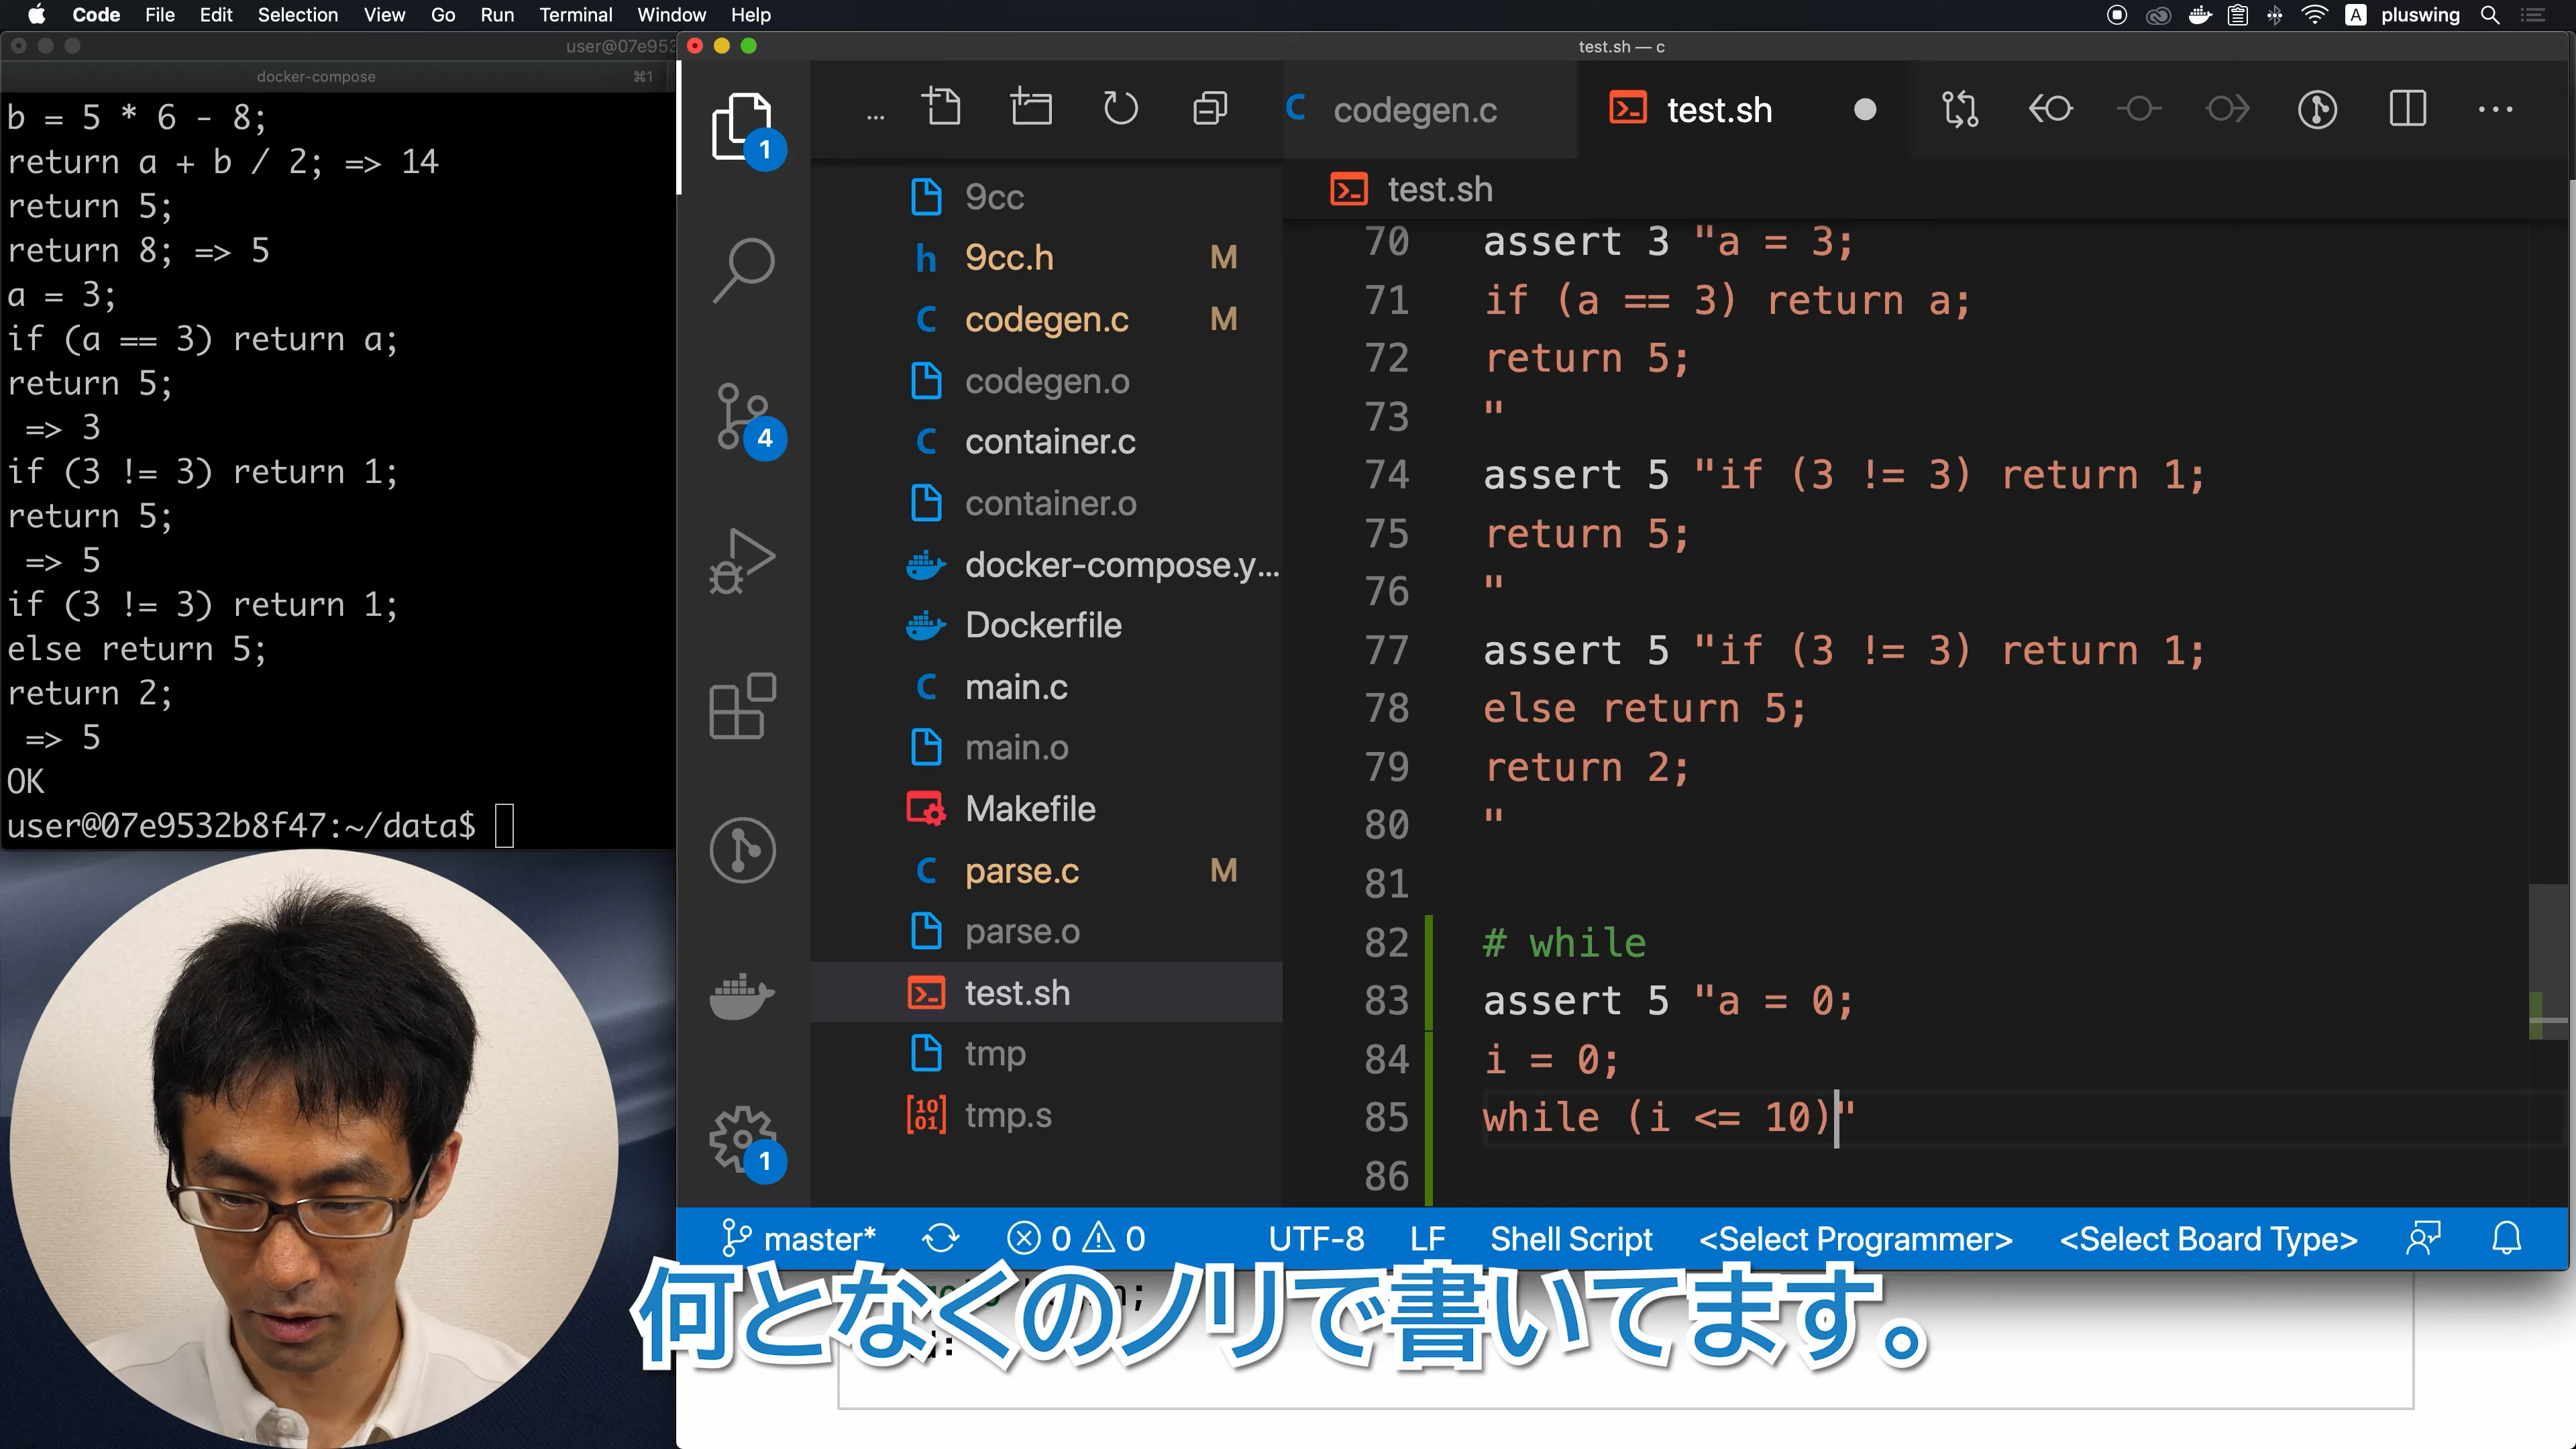 Code File Edit Selection View Go Run Terminal Window Help
A pluswing
user@07e953
docker-compose ⌘1
b = 5 * 6 - 8;
return a + b / 2; => 14
return 5;
return 8; => 5
a = 3;
if (a == 3) return a;
return 5;
=> 3
if (3 != 3) return 1;
return 5;
=> 5
if (3 != 3) return 1;
else return 5;
return 2;
=> 5
OK
user@07e9532b8f47:~/data$
test.sh — c
1
4
1
...
9cc
9cc.h M
codegen.c M
codegen.o
container.c
container.o
docker-compose.y...
Dockerfile
main.c
main.o
Makefile
parse.c M
parse.o
test.sh
tmp
tmp.s
codegen.c
test.sh
test.sh
70 assert 3 "a = 3;
71 if (a == 3) return a;
72 return 5;
73 "
74 assert 5 "if (3 != 3) return 1;
75 return 5;
76 "
77 assert 5 "if (3 != 3) return 1;
78 else return 5;
79 return 2;
80 "
81
82 # while
83 assert 5 "a = 0;
84 i = 0;
85 while (i <= 10)"
86
master* 0 0 UTF-8 LF Shell Script <Select Programmer> <Select Board Type>
何となくのノリで書いてます。